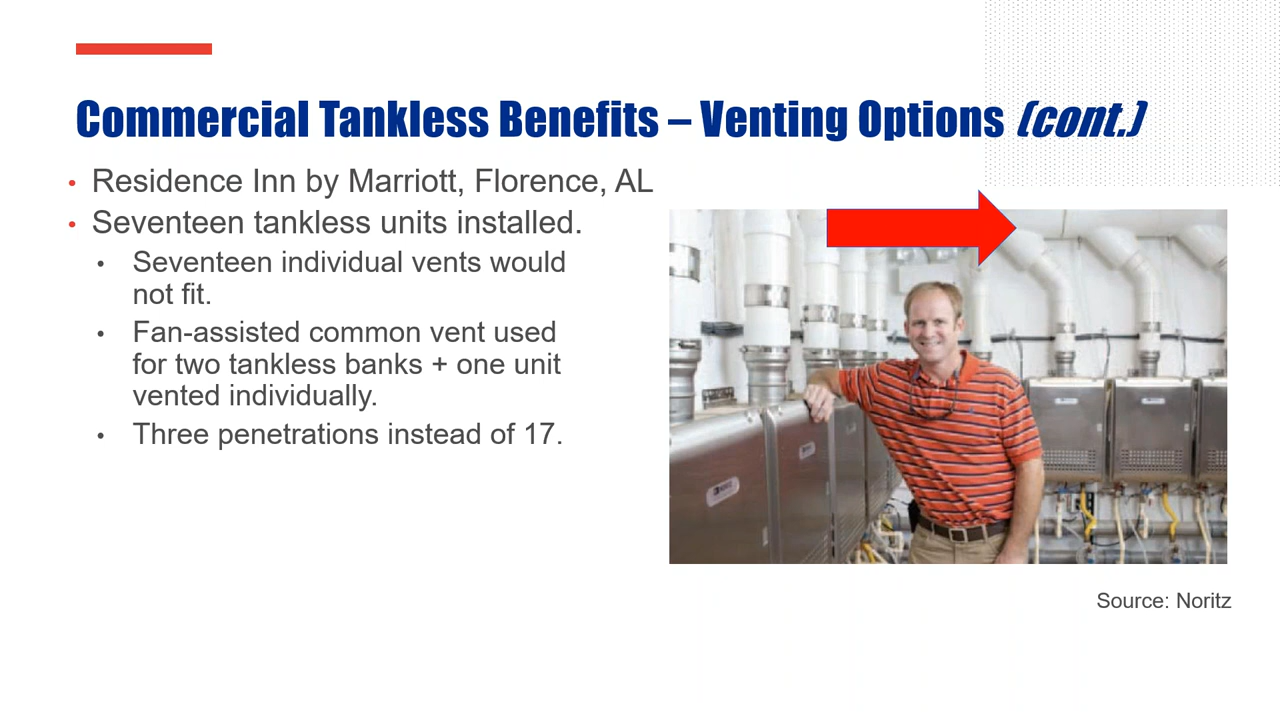 Commercial Tankless Benefits – Venting Options (cont.)
• Residence Inn by Marriott, Florence, AL
• Seventeen tankless units installed.
• Seventeen individual vents would
not fit.
• Fan-assisted common vent used
for two tankless banks + one unit
vented individually.
• Three penetrations instead of 17.
Source: Noritz